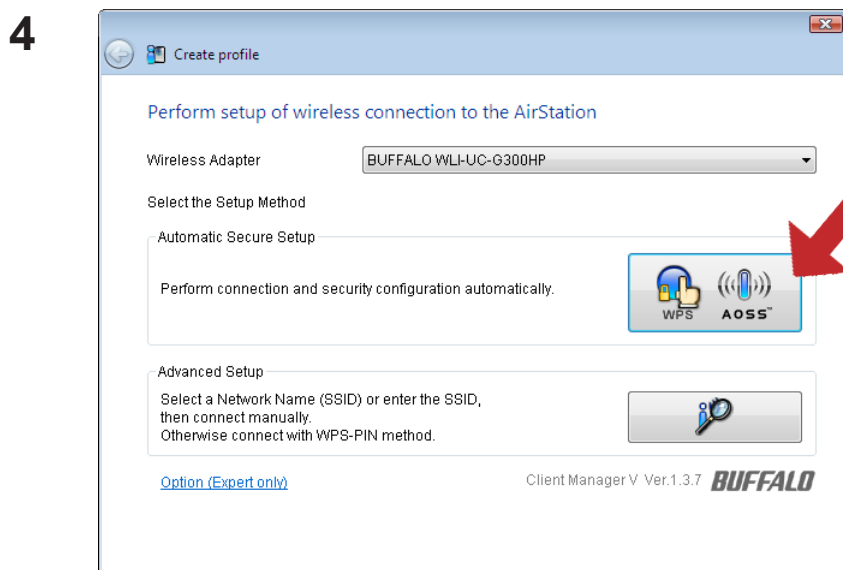 4
Create profile
Perform setup of wireless connection to the AirStation
Wireless Adapter
BUFFALO WLI-UC-G300HP
Select the Setup Method
Automatic Secure Setup
Perform connection and security configuration automatically.
WPS
AOSS™
Advanced Setup
Select a Network Name (SSID) or enter the SSID,
then connect manually.
Otherwise connect with WPS-PIN method.
Option (Expert only)
Client Manager V Ver.1.3.7 BUFFALO